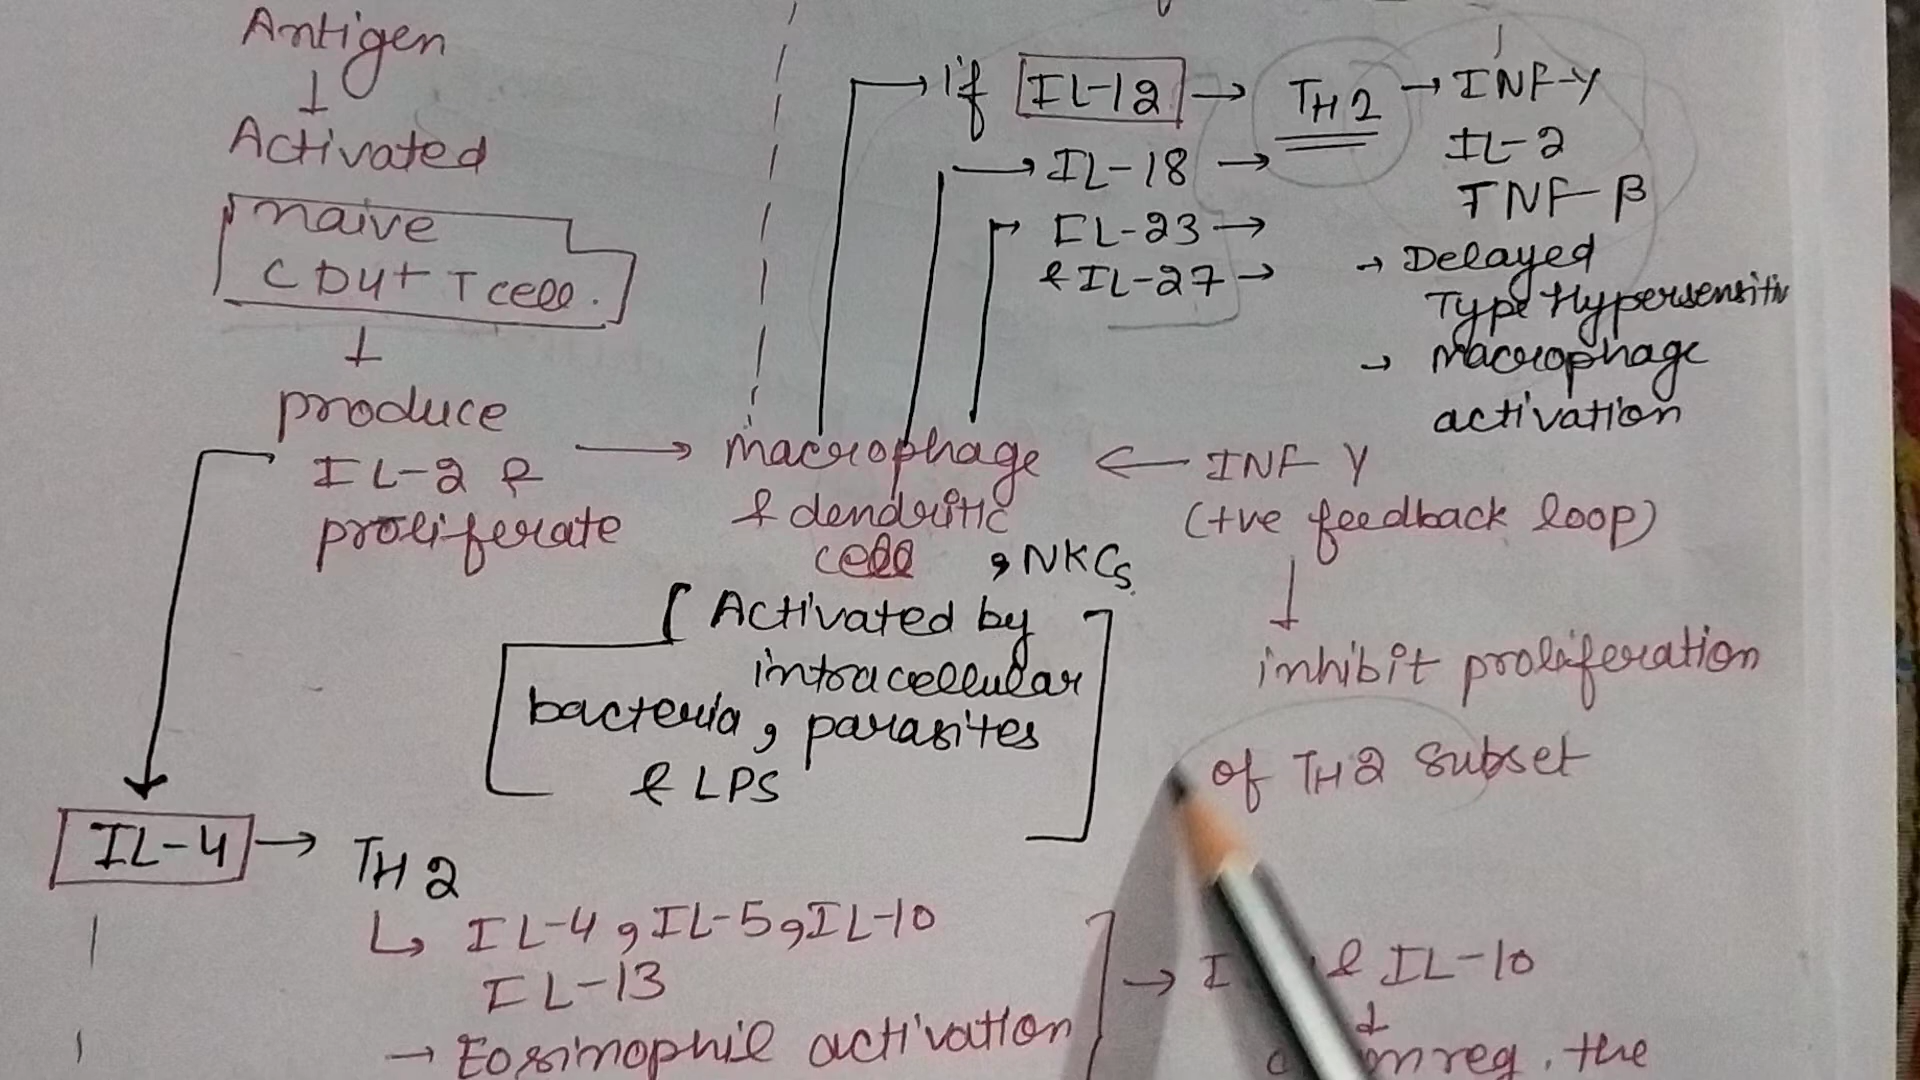 Antigen
Activated
naive
CD4+ T cell.
produce
IL-2 &
proliferate
if IL-12 → TH2 → INF-γ
→ IL-18 → IL-2
TNF-β
IL-23 →
& IL-27 →
→ Delayed
Type Hypersensitiv
→ macrophage
activation
→ macrophage ← INF γ
& dendritic
cell , NKCs.
(+ve feedback loop)
[ Activated by
intracellular
bacteria, parasites
& LPS ]
inhibit proliferation
of TH2 subset
IL-4 → TH2
↳ IL-4, IL-5, IL-10
IL-13
→ Eosinophil activation
→ & IL-10
reg. the